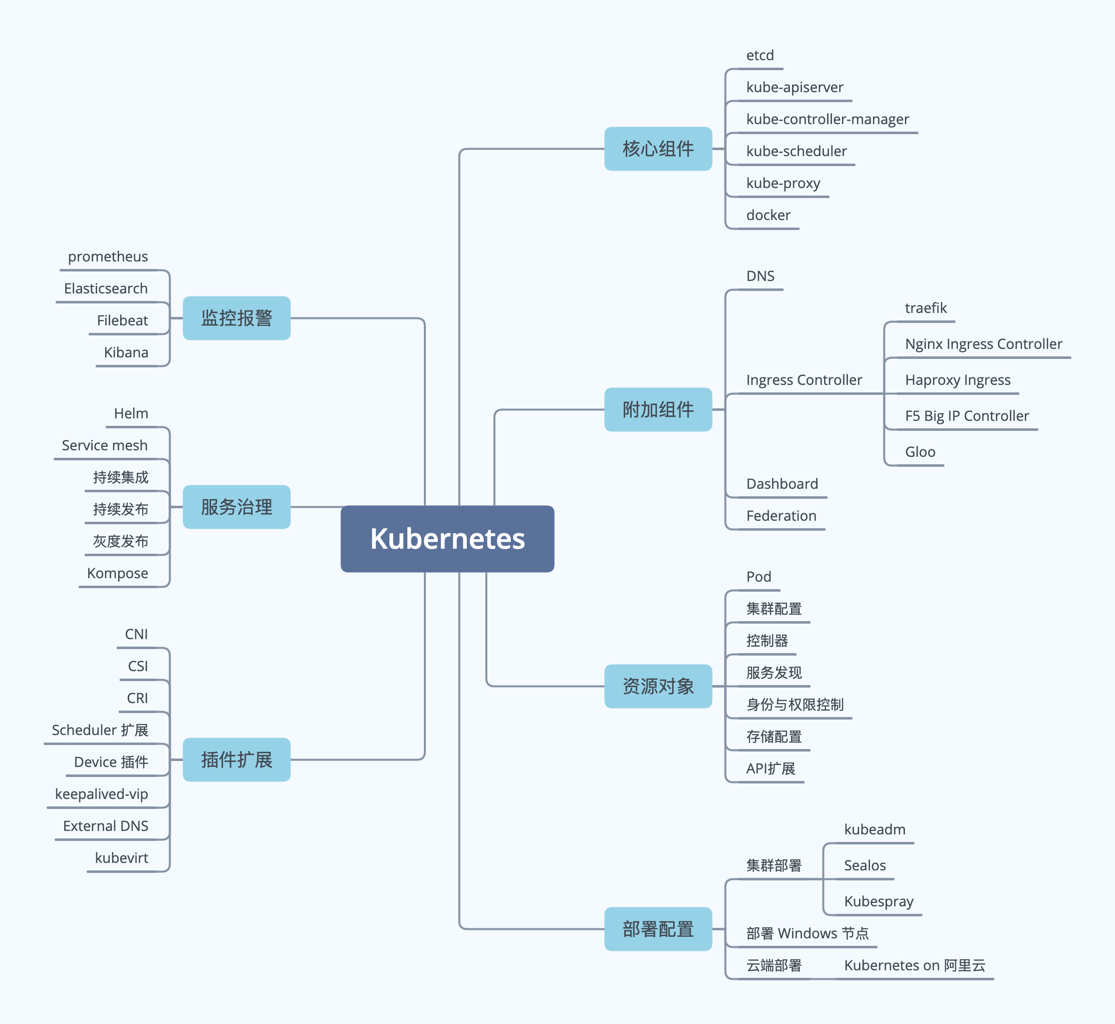 Kubernetes
核心组件
etcd
kube-apiserver
kube-controller-manager
kube-scheduler
kube-proxy
docker
附加组件
DNS
Ingress Controller
traefik
Nginx Ingress Controller
Haproxy Ingress
F5 Big IP Controller
Gloo
Dashboard
Federation
资源对象
Pod
集群配置
控制器
服务发现
身份与权限控制
存储配置
API扩展
部署配置
集群部署
kubeadm
Sealos
Kubespray
部署 Windows 节点
云端部署
Kubernetes on 阿里云
监控报警
prometheus
Elasticsearch
Filebeat
Kibana
服务治理
Helm
Service mesh
持续集成
持续发布
灰度发布
Kompose
插件扩展
CNI
CSI
CRI
Scheduler 扩展
Device 插件
keepalived-vip
External DNS
kubevirt